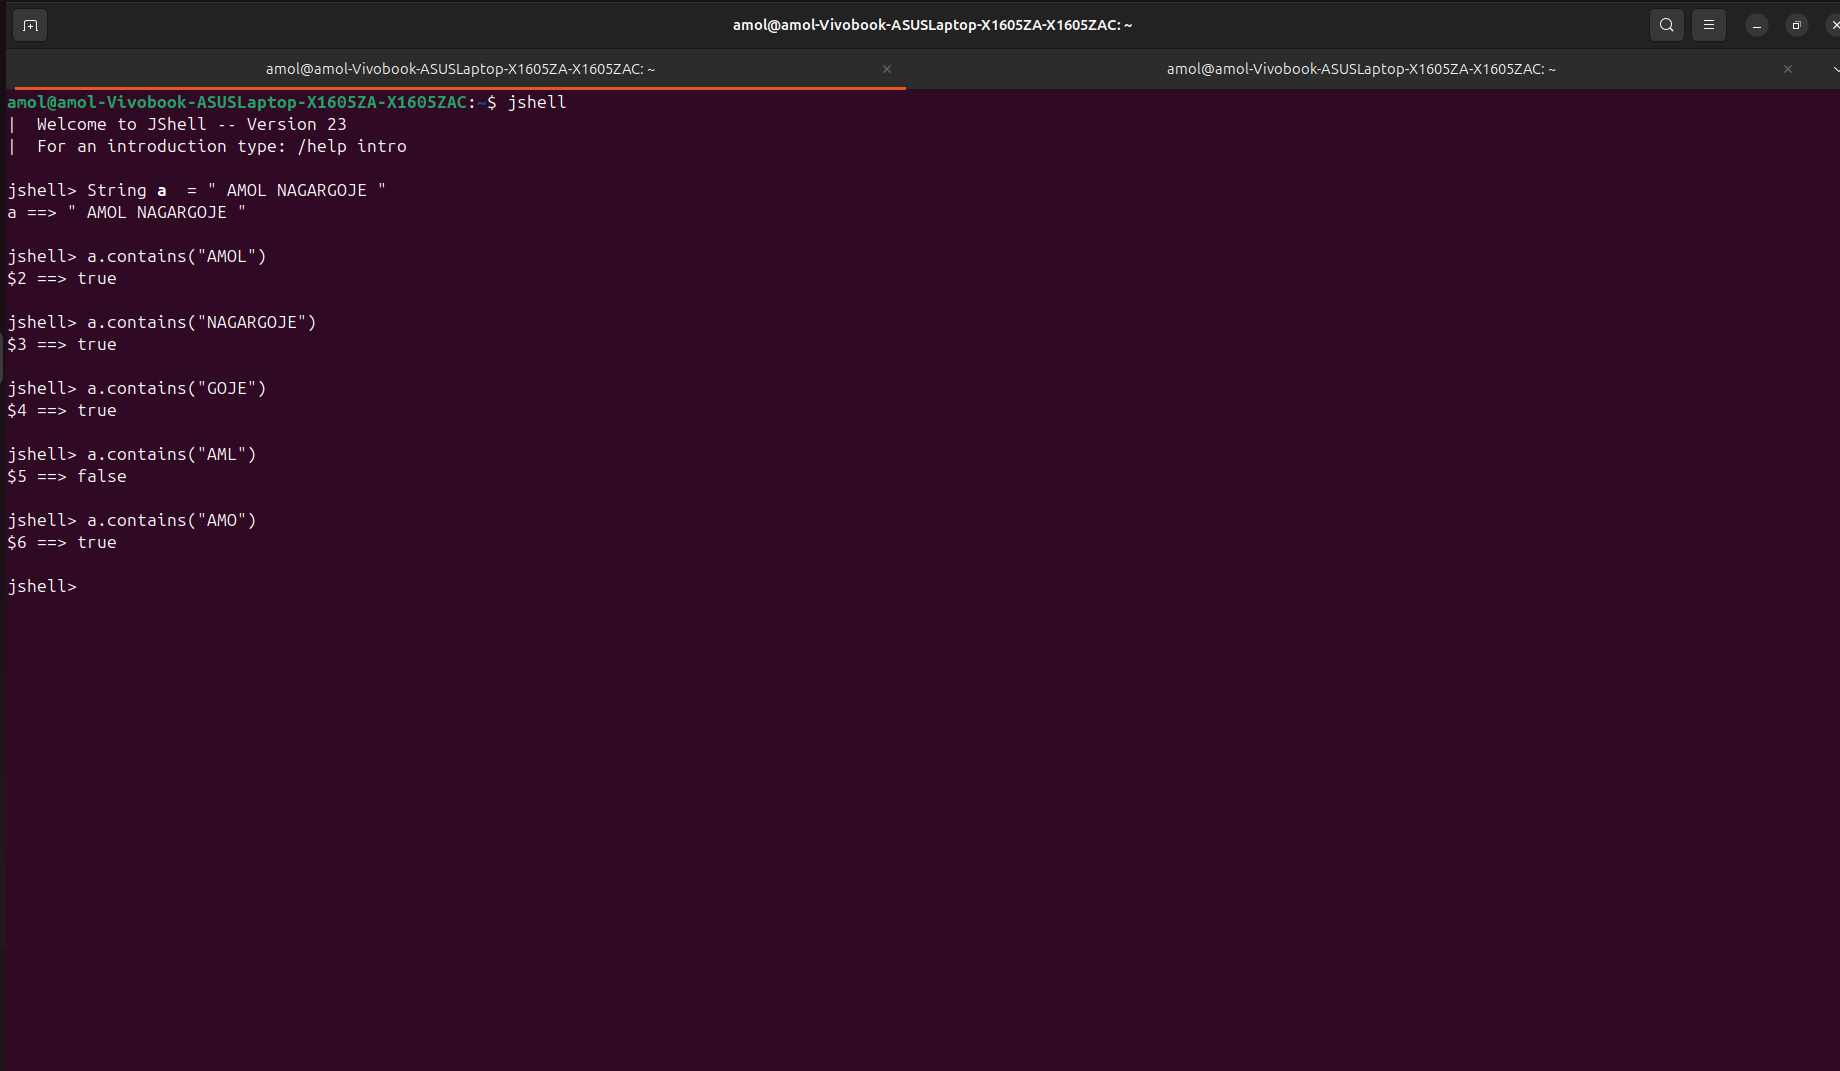 amol@amol-Vivobook-ASUSLaptop-X1605ZA-X1605ZAC: ~
amol@amol-Vivobook-ASUSLaptop-X1605ZA-X1605ZAC: ~
amol@amol-Vivobook-ASUSLaptop-X1605ZA-X1605ZAC: ~
amol@amol-Vivobook-ASUSLaptop-X1605ZA-X1605ZAC:~$ jshell
|  Welcome to JShell -- Version 23
|  For an introduction type: /help intro
jshell> String a  = " AMOL NAGARGOJE "
a ==> " AMOL NAGARGOJE "
jshell> a.contains("AMOL")
$2 ==> true
jshell> a.contains("NAGARGOJE")
$3 ==> true
jshell> a.contains("GOJE")
$4 ==> true
jshell> a.contains("AML")
$5 ==> false
jshell> a.contains("AMO")
$6 ==> true
jshell>